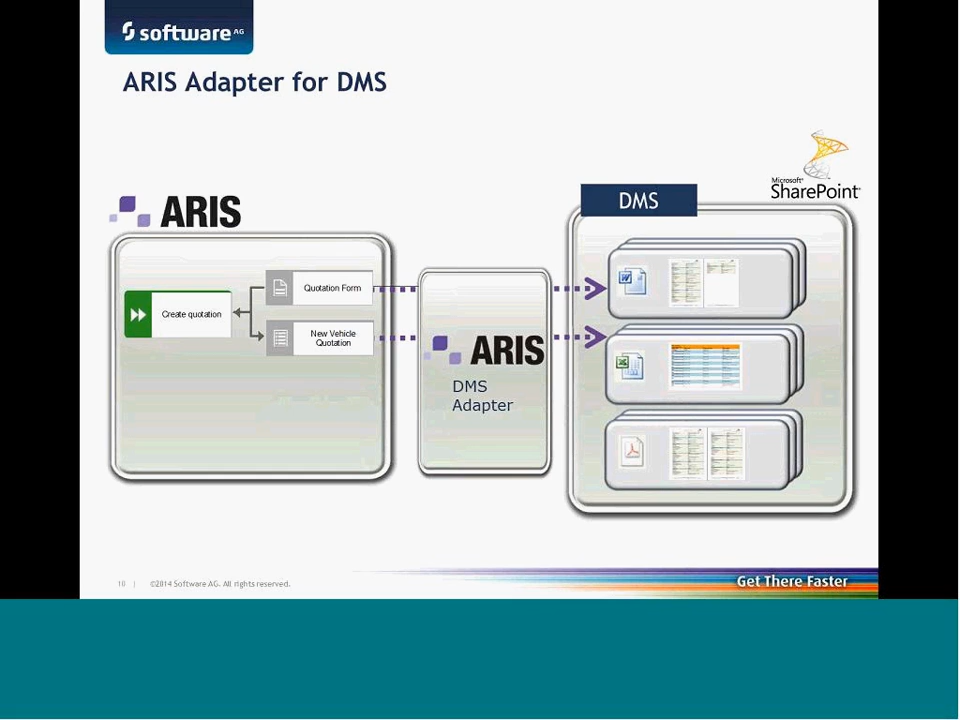 software AG
ARIS Adapter for DMS
Microsoft®
SharePoint
DMS
ARIS
Quotation Form
Create quotation
New Vehicle
Quotation
ARIS
DMS
Adapter
©2014 Software AG. All rights reserved.
Get There Faster